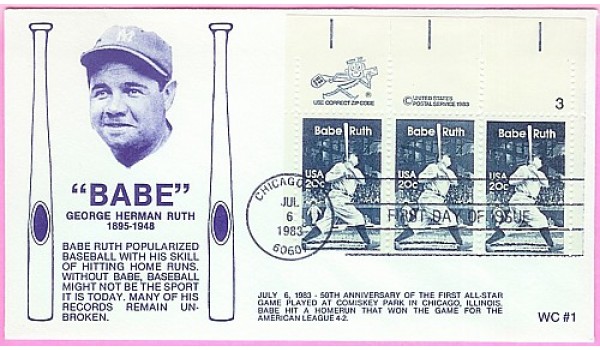 "BABE"
GEORGE HERMAN RUTH
1895-1948
BABE RUTH POPULARIZED
BASEBALL WITH HIS SKILL
OF HITTING HOME RUNS.
WITHOUT BABE, BASEBALL
MIGHT NOT BE THE SPORT
IT IS TODAY. MANY OF HIS
RECORDS REMAIN UN-
BROKEN.
USE CORRECT ZIP CODE
© UNITED STATES
POSTAL SERVICE 1983
3
Babe Ruth
USA
20c
Babe Ruth
USA
20c
Babe Ruth
USA
20c
CHICAGO
JUL
6
1983
60607
FIRST DAY OF ISSUE
JULY 6, 1983 - 50TH ANNIVERSARY OF THE FIRST ALL-STAR
GAME PLAYED AT COMISKEY PARK IN CHICAGO, ILLINOIS.
BABE HIT A HOMERUN THAT WON THE GAME FOR THE
AMERICAN LEAGUE 4-2.
WC #1